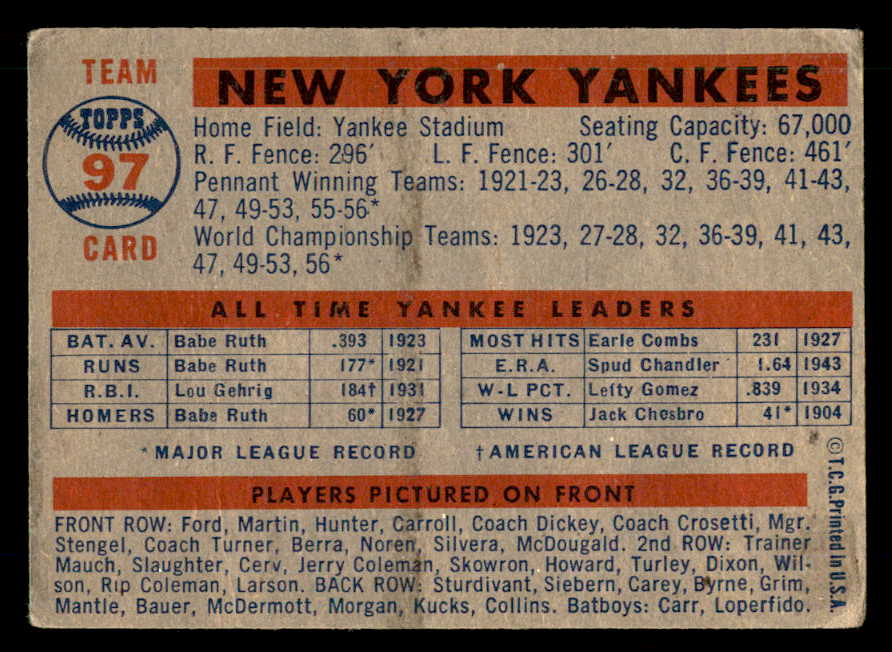 TEAM
TOPPS
97
CARD
NEW YORK YANKEES
Home Field: Yankee Stadium Seating Capacity: 67,000
R. F. Fence: 296′ L. F. Fence: 301′ C. F. Fence: 461′
Pennant Winning Teams: 1921-23, 26-28, 32, 36-39, 41-43,
47, 49-53, 55-56*
World Championship Teams: 1923, 27-28, 32, 36-39, 41, 43,
47, 49-53, 56*
ALL TIME YANKEE LEADERS
BAT. AV. Babe Ruth .393 1923 MOST HITS Earle Combs 231 1927
RUNS Babe Ruth 177* 1921 E.R.A. Spud Chandler 1.64 1943
R.B.I. Lou Gehrig 184† 1931 W-L PCT. Lefty Gomez .839 1934
HOMERS Babe Ruth 60* 1927 WINS Jack Chesbro 41* 1904
*MAJOR LEAGUE RECORD †AMERICAN LEAGUE RECORD
PLAYERS PICTURED ON FRONT
FRONT ROW: Ford, Martin, Hunter, Carroll, Coach Dickey, Coach Crosetti, Mgr.
Stengel, Coach Turner, Berra, Noren, Silvera, McDougald. 2nd ROW: Trainer
Mauch, Slaughter, Cerv, Jerry Coleman, Skowron, Howard, Turley, Dixon, Wil-
son, Rip Coleman, Larson. BACK ROW: Sturdivant, Siebern, Carey, Byrne, Grim,
Mantle, Bauer, McDermott, Morgan, Kucks, Collins. Batboys: Carr, Loperfido.
© T.C.G. Printed In U.S.A.